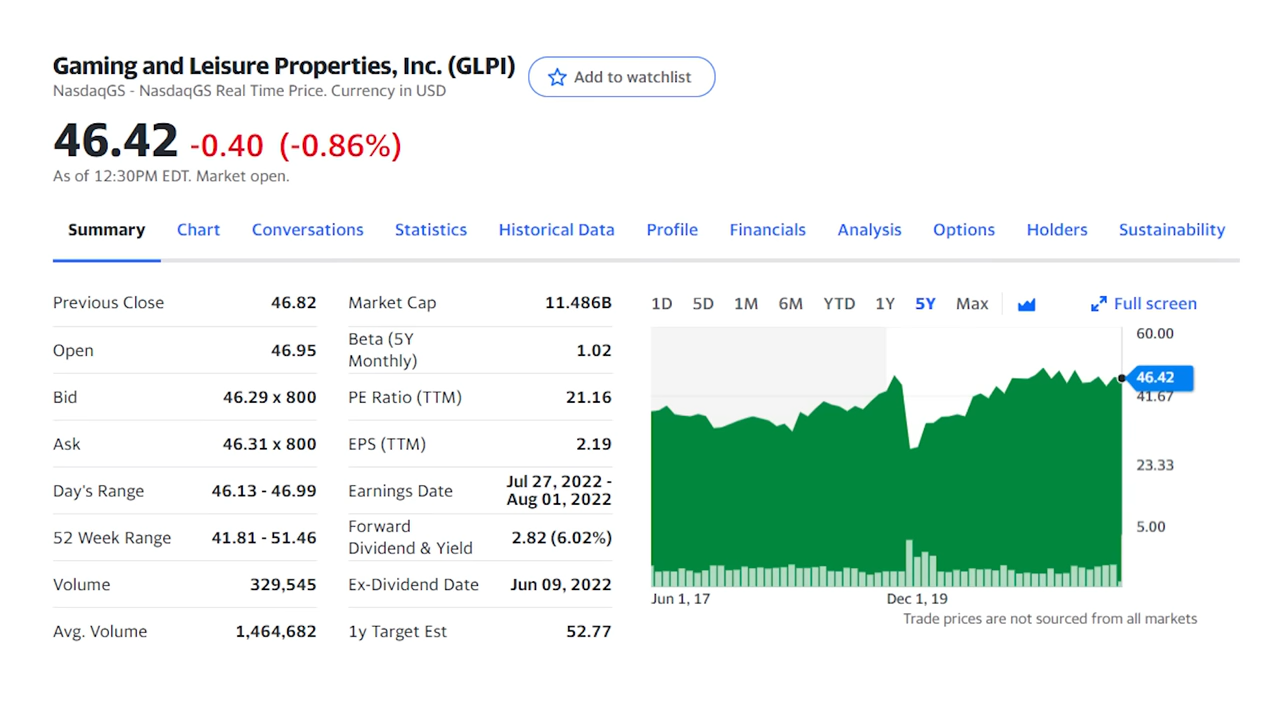 Gaming and Leisure Properties, Inc. (GLPI)
Add to watchlist
NasdaqGS - NasdaqGS Real Time Price. Currency in USD
46.42 -0.40 (-0.86%)
As of 12:30PM EDT. Market open.
Summary Chart Conversations Statistics Historical Data Profile Financials Analysis Options Holders Sustainability
Previous Close 46.82
Open 46.95
Bid 46.29 x 800
Ask 46.31 x 800
Day's Range 46.13 - 46.99
52 Week Range 41.81 - 51.46
Volume 329,545
Avg. Volume 1,464,682
Market Cap 11.486B
Beta (5Y
Monthly) 1.02
PE Ratio (TTM) 21.16
EPS (TTM) 2.19
Earnings Date Jul 27, 2022 -
Aug 01, 2022
Forward
Dividend & Yield 2.82 (6.02%)
Ex-Dividend Date Jun 09, 2022
1y Target Est 52.77
1D 5D 1M 6M YTD 1Y 5Y Max Full screen
60.00
46.42
41.67
23.33
5.00
Jun 1, 17 Dec 1, 19
Trade prices are not sourced from all markets